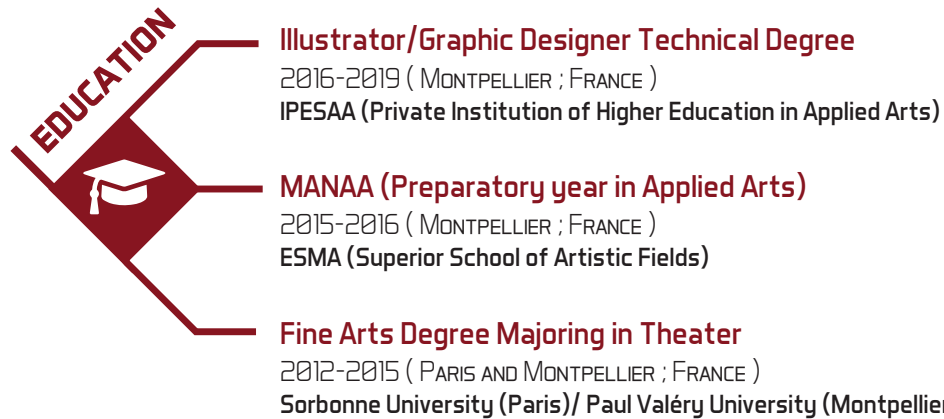 EDUCATION
Illustrator/Graphic Designer Technical Degree
2016-2019 ( Montpellier ; France )
IPESAA (Private Institution of Higher Education in Applied Arts)
MANAA (Preparatory year in Applied Arts)
2015-2016 ( Montpellier ; France )
ESMA (Superior School of Artistic Fields)
Fine Arts Degree Majoring in Theater
2012-2015 ( Paris and Montpellier ; France )
Sorbonne University (Paris)/ Paul Valéry University (Montpellier